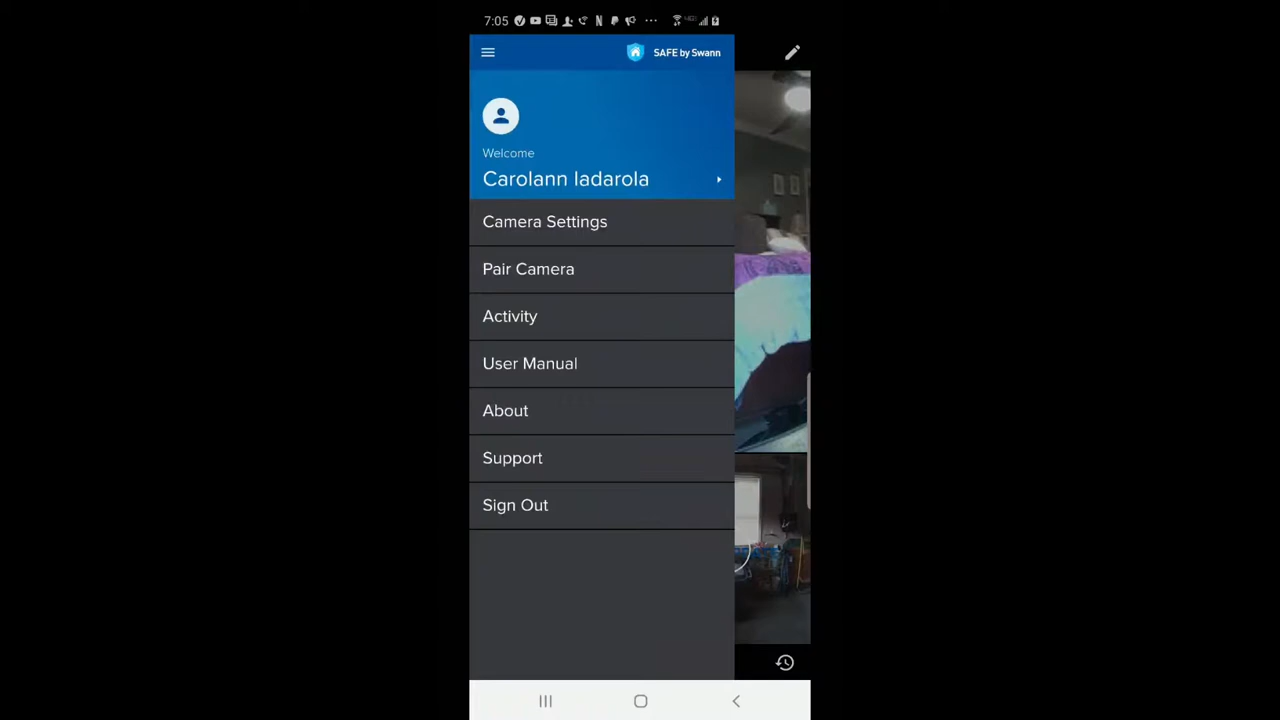 7:05
SAFE by Swann
Welcome
Carolann Iadarola
Camera Settings
Pair Camera
Activity
User Manual
About
Support
Sign Out